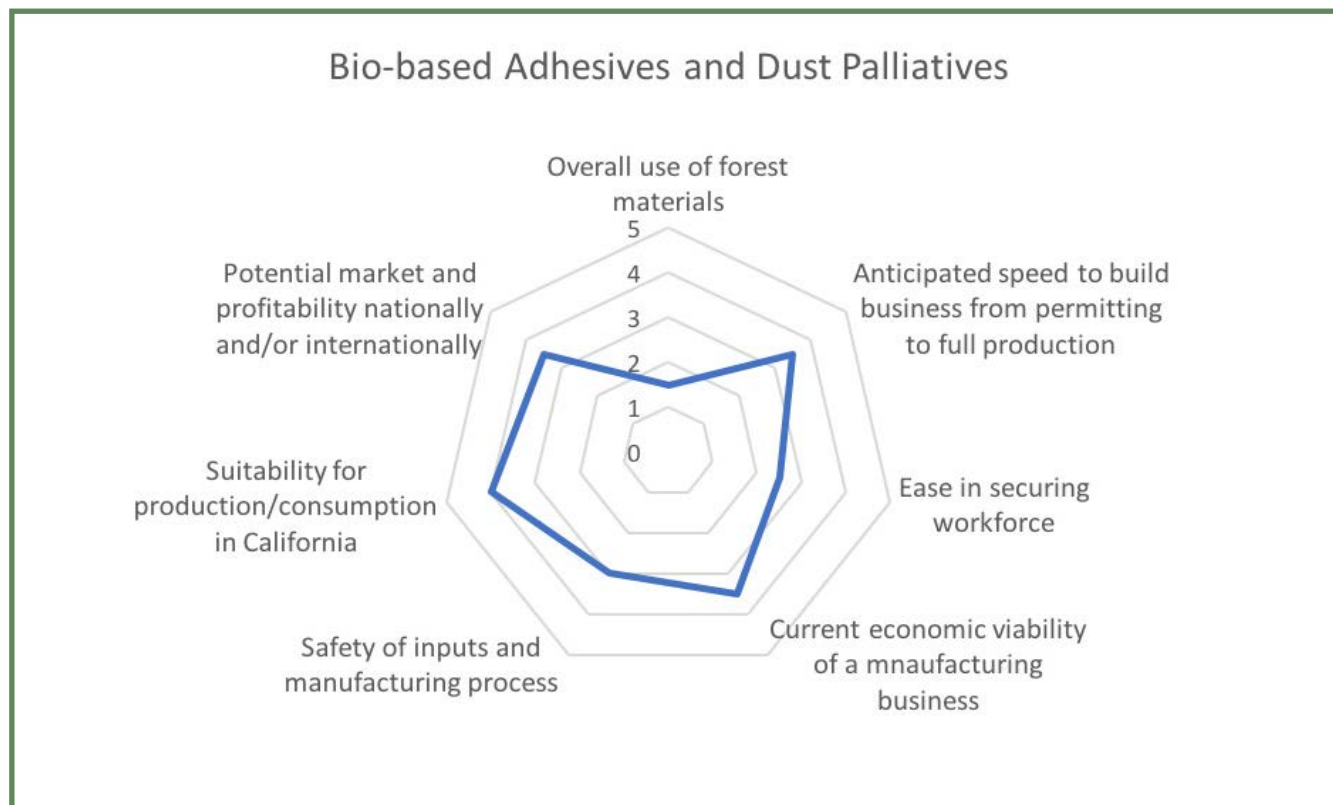 Bio-based Adhesives and Dust Palliatives
Overall use of forest
materials
5
4
3
2
1
0
Anticipated speed to build
business from permitting
to full production
Ease in securing
workforce
Current economic viability
of a mnaufacturing
business
Safety of inputs and
manufacturing process
Suitability for
production/consumption
in California
Potential market and
profitability nationally
and/or internationally